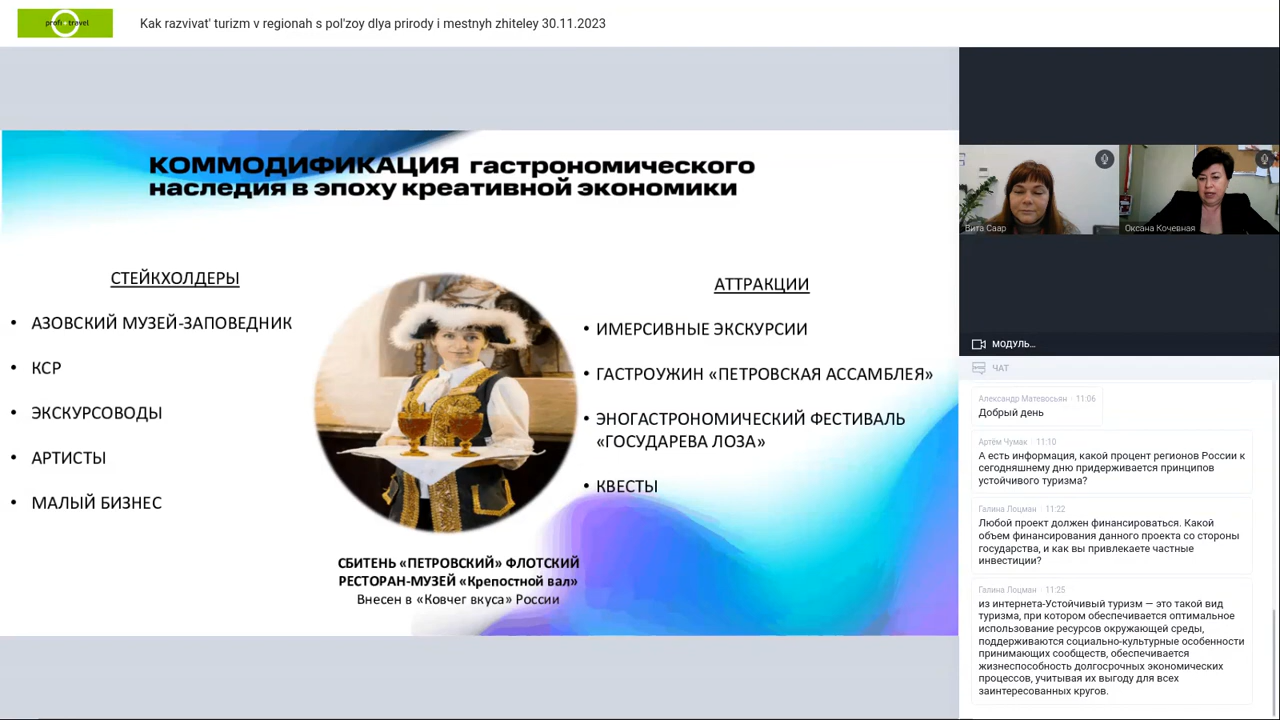 profi travel
Kak razvivat' turizm v regionah s pol'zoy dlya prirody i mestnyh zhiteley 30.11.2023
КОММОДИФИКАЦИЯ гастрономического
наследия в эпоху креативной экономики
СТЕЙКХОЛДЕРЫ
• АЗОВСКИЙ МУЗЕЙ-ЗАПОВЕДНИК
• КСР
• ЭКСКУРСОВОДЫ
• АРТИСТЫ
• МАЛЫЙ БИЗНЕС
СБИТЕНЬ «ПЕТРОВСКИЙ» ФЛОТСКИЙ
РЕСТОРАН-МУЗЕЙ «Крепостной вал»
Внесен в «Ковчег вкуса» России
АТТРАКЦИИ
• ИМЕРСИВНЫЕ ЭКСКУРСИИ
• ГАСТРОУЖИН «ПЕТРОВСКАЯ АССАМБЛЕЯ»
• ЭНОГАСТРОНОМИЧЕСКИЙ ФЕСТИВАЛЬ
«ГОСУДАРЕВА ЛОЗА»
• КВЕСТЫ
Вита Саар
Оксана Кочевная
МОДУЛЬ...
ЧАТ
Александр Матевосьян · 11:06
Добрый день
Артём Чумак · 11:10
А есть информация, какой процент регионов России к
сегодняшнему дню придерживается принципов
устойчивого туризма?
Галина Лоцман · 11:22
Любой проект должен финансироваться. Какой
объем финансирования данного проекта со стороны
государства, и как вы привлекаете частные
инвестиции?
Галина Лоцман · 11:25
из интернета-Устойчивый туризм — это такой вид
туризма, при котором обеспечивается оптимальное
использование ресурсов окружающей среды,
поддерживаются социально-культурные особенности
принимающих сообществ, обеспечивается
жизнеспособность долгосрочных экономических
процессов, учитывая их выгоду для всех
заинтересованных кругов.